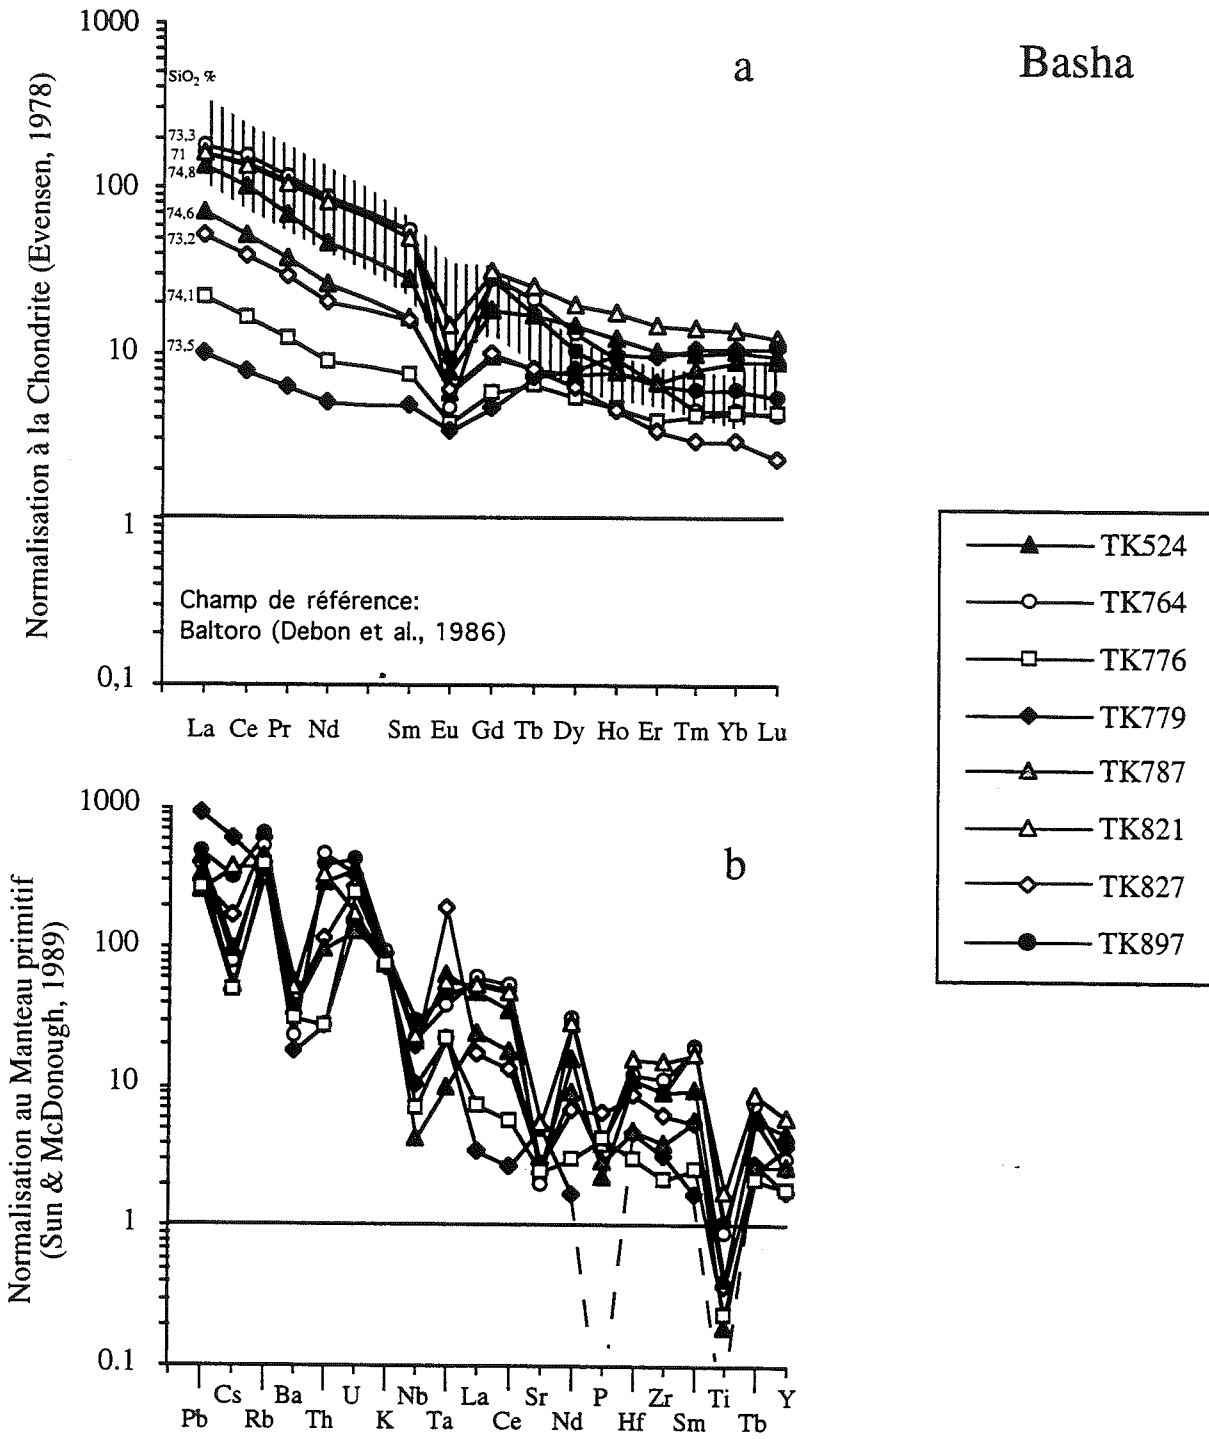 Basha
a
Normalisation à la Chondrite (Evensen, 1978)
1000
100
10
1
0,1
SiO₂ %
73,3
71
74,8
74,6
73,2
74,1
73,5
Champ de référence:
Baltoro (Debon et al., 1986)
La Ce Pr Nd Sm Eu Gd Tb Dy Ho Er Tm Yb Lu
TK524
TK764
TK776
TK779
TK787
TK821
TK827
TK897
b
Normalisation au Manteau primitif
(Sun & McDonough, 1989)
1000
100
10
1
0.1
Cs Ba U Nb La Sr P Zr Ti Y
Pb Rb Th K Ta Ce Nd Hf Sm Tb